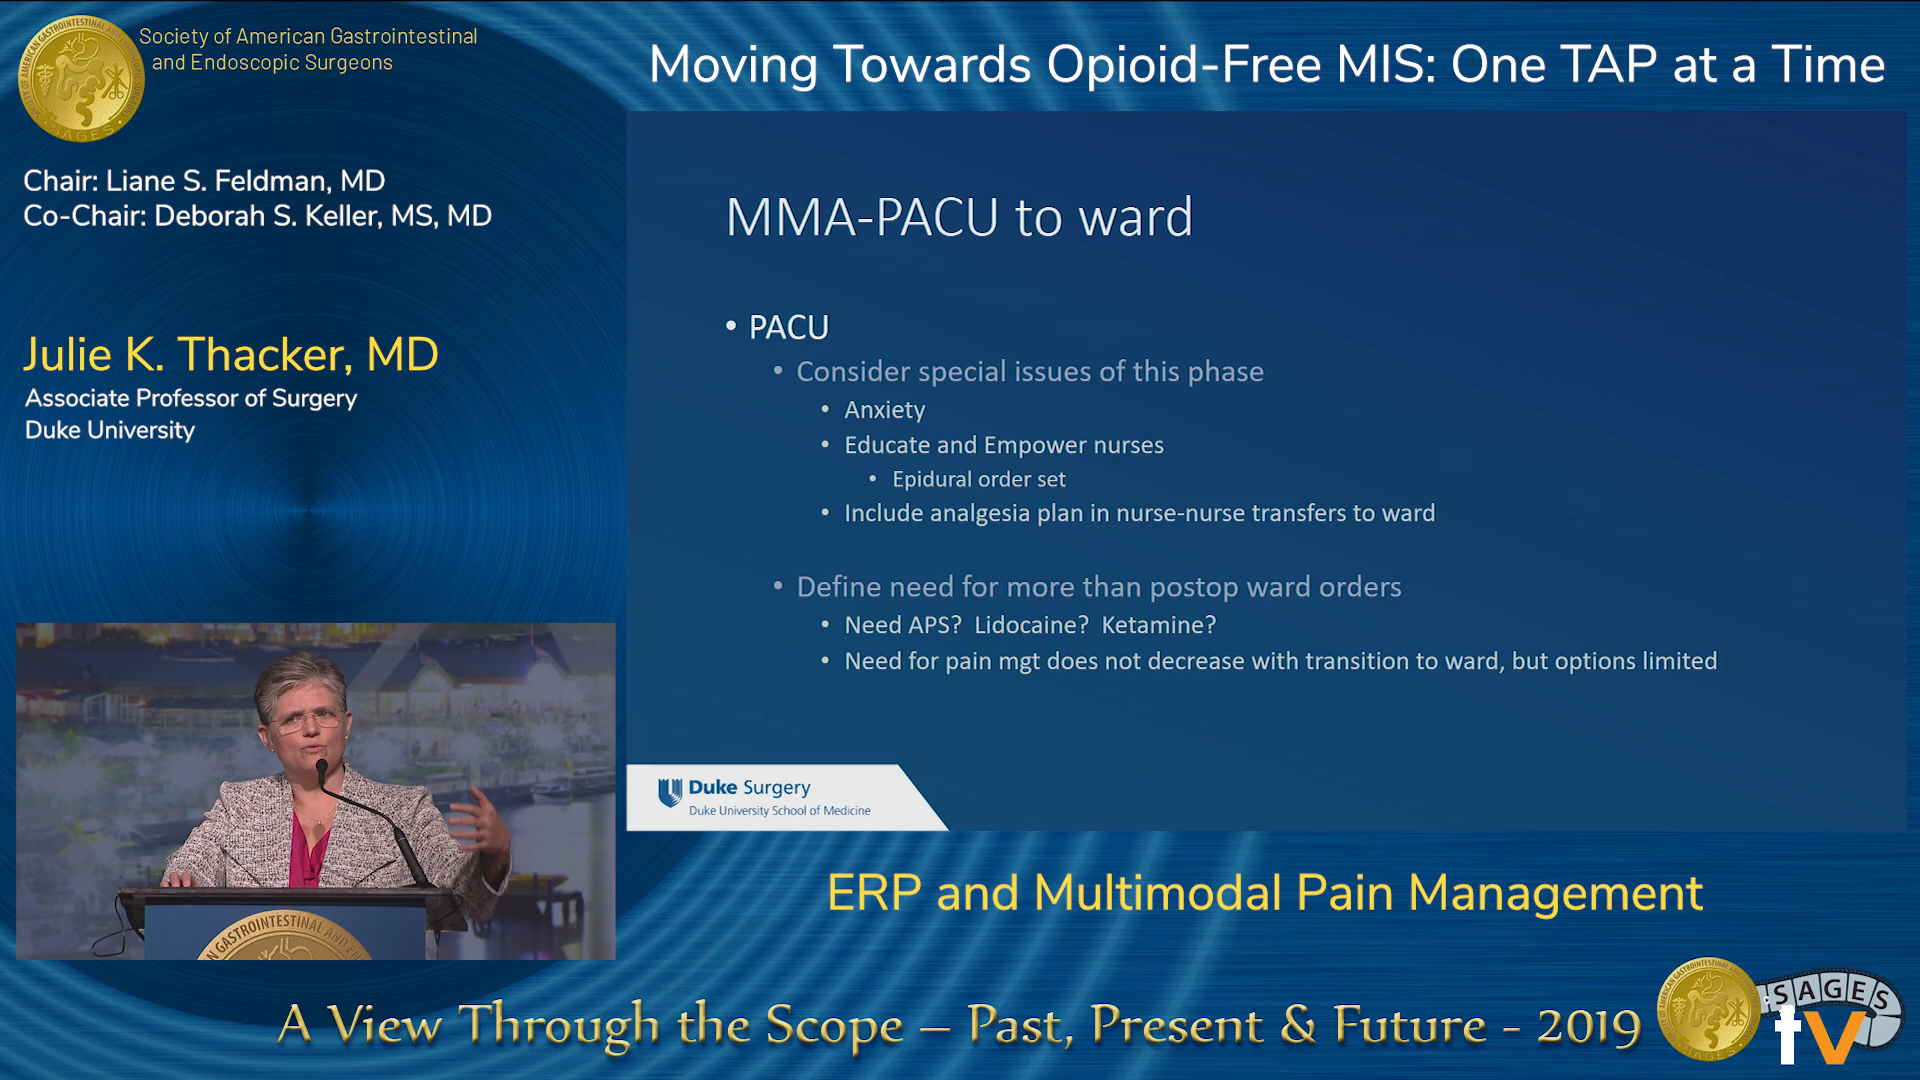 Society of American Gastrointestinal
and Endoscopic Surgeons
Moving Towards Opioid-Free MIS: One TAP at a Time
Chair: Liane S. Feldman, MD
Co-Chair: Deborah S. Keller, MS, MD
Julie K. Thacker, MD
Associate Professor of Surgery
Duke University
MMA-PACU to ward
• PACU
• Consider special issues of this phase
• Anxiety
• Educate and Empower nurses
• Epidural order set
• Include analgesia plan in nurse-nurse transfers to ward
• Define need for more than postop ward orders
• Need APS? Lidocaine? Ketamine?
• Need for pain mgt does not decrease with transition to ward, but options limited
Duke Surgery
Duke University School of Medicine
GASTROINTESTINAL AND
ERP and Multimodal Pain Management
A View Through the Scope – Past, Present & Future - 2019
SAGES
tv